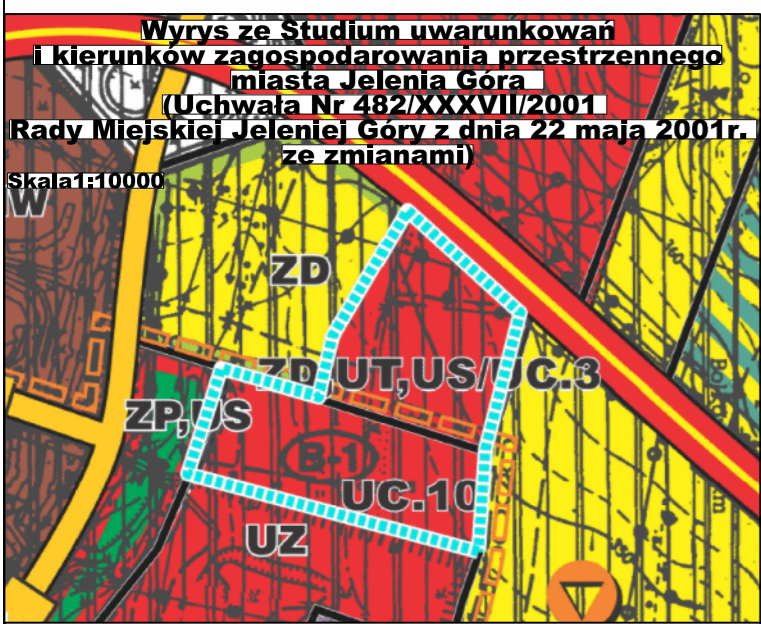 Wyrys ze Studium uwarunkowań
i kierunków zagospodarowania przestrzennego
miasta Jelenia Góra
(Uchwała Nr 482/XXXVII/2001
Rady Miejskiej Jeleniej Góry z dnia 22 maja 2001r.
ze zmianami)
Skala1:10000
ZD
ZD,UT,US/UC.3
ZP,US
B-1
UC.10
UZ